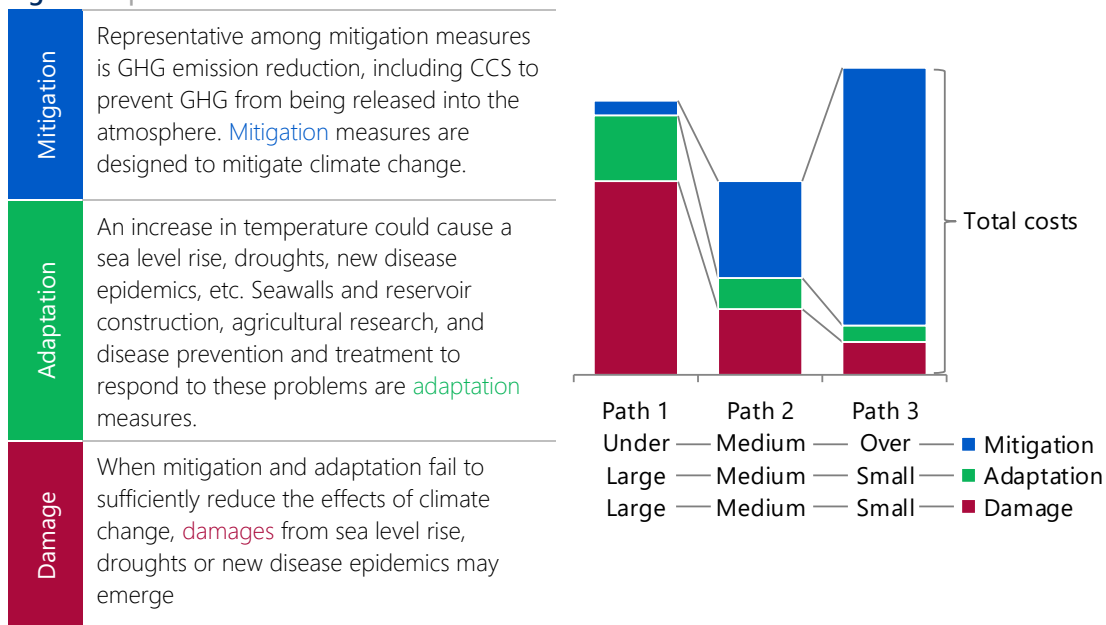 Mitigation
Representative among mitigation measures
is GHG emission reduction, including CCS to
prevent GHG from being released into the
atmosphere. Mitigation measures are
designed to mitigate climate change.
Adaptation
An increase in temperature could cause a
sea level rise, droughts, new disease
epidemics, etc. Seawalls and reservoir
construction, agricultural research, and
disease prevention and treatment to
respond to these problems are adaptation
measures.
Damage
When mitigation and adaptation fail to
sufficiently reduce the effects of climate
change, damages from sea level rise,
droughts or new disease epidemics may
emerge
Total costs
Path 1 Path 2 Path 3
Under Medium Over Mitigation
Large Medium Small Adaptation
Large Medium Small Damage